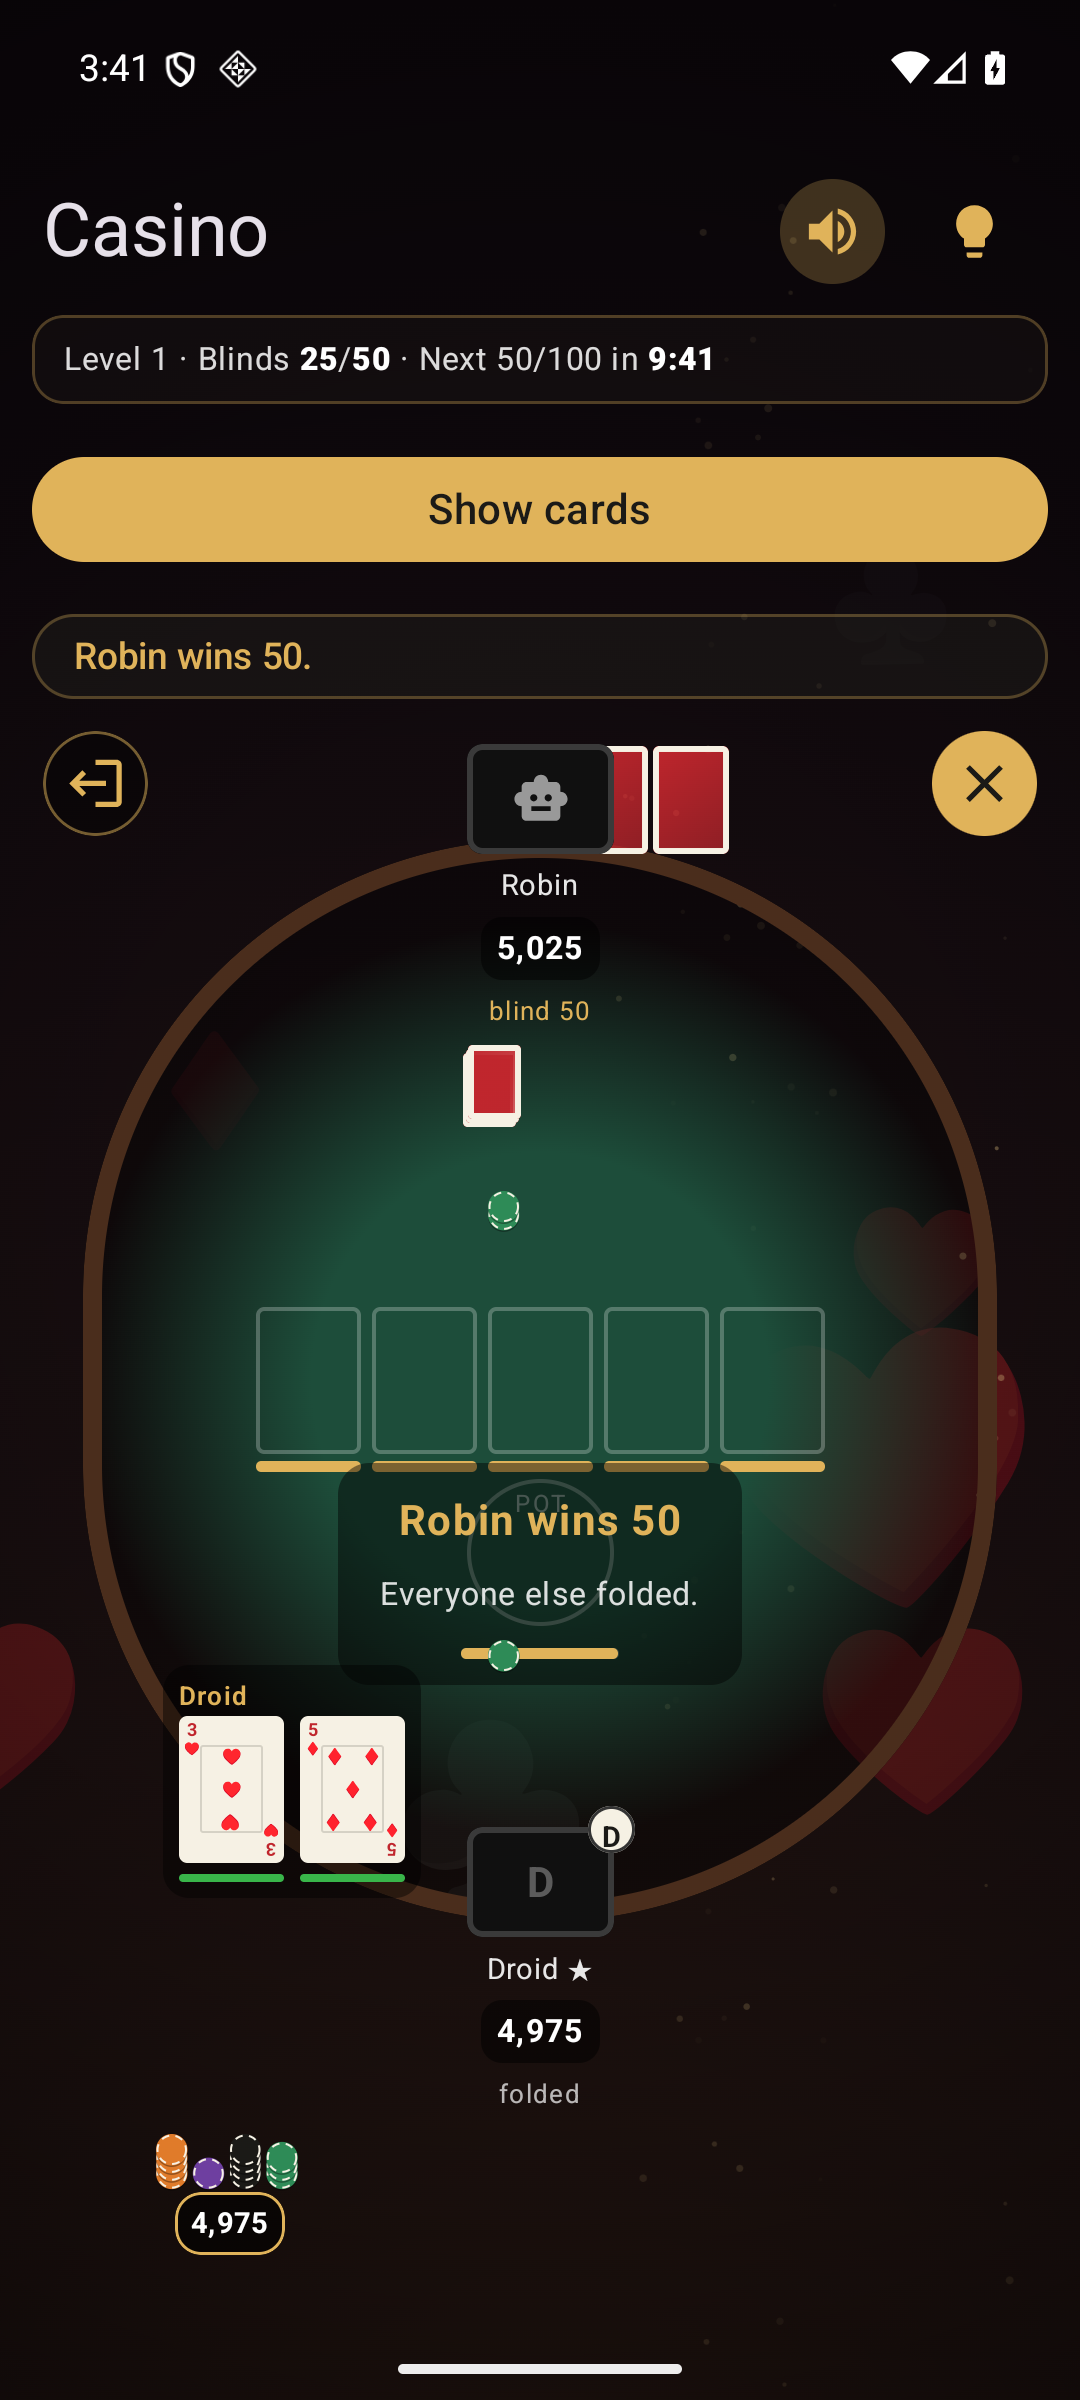 3:41
Casino
Level 1 · Blinds 25/50 · Next 50/100 in 9:41
Show cards
Robin wins 50.
Robin
5,025
blind 50
POT
Robin wins 50
Everyone else folded.
Droid
3
3
5
5
D
D
Droid ★
4,975
folded
4,975